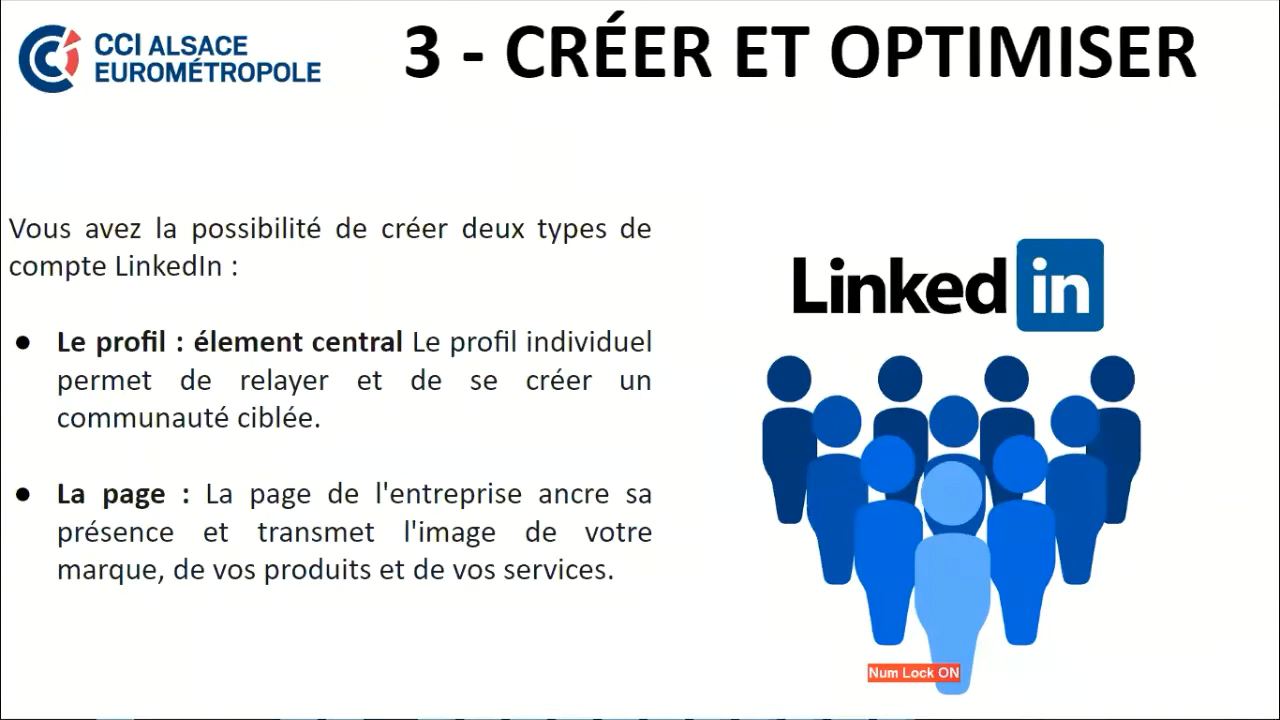 CCI ALSACE
EUROMÉTROPOLE
3 - CRÉER ET OPTIMISER
Vous avez la possibilité de créer deux types de
compte LinkedIn :
● Le profil : élement central Le profil individuel
permet de relayer et de se créer un
communauté ciblée.
● La page : La page de l'entreprise ancre sa
présence et transmet l'image de votre
marque, de vos produits et de vos services.
Linked in
Num Lock ON